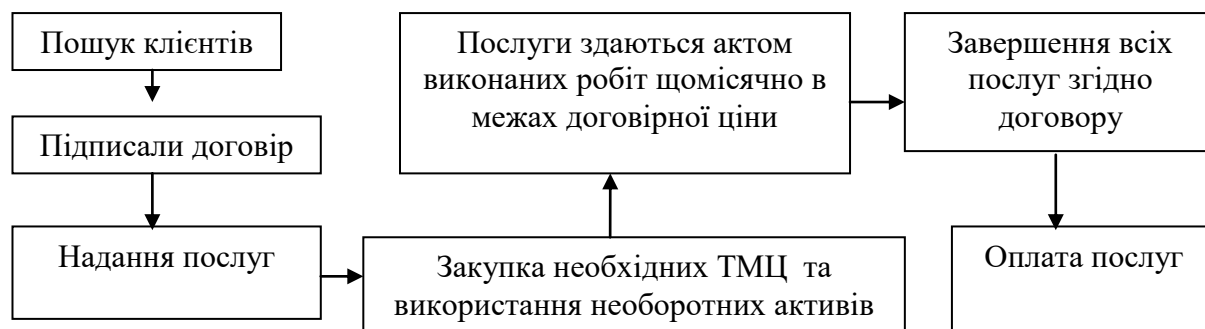 Пошук клієнтів
Підписали договір
Надання послуг
Закупка необхідних ТМЦ та
використання необоротних активів
Послуги здаються актом
виконаних робіт щомісячно в
межах договірної ціни
Завершення всіх
послуг згідно
договору
Оплата послуг